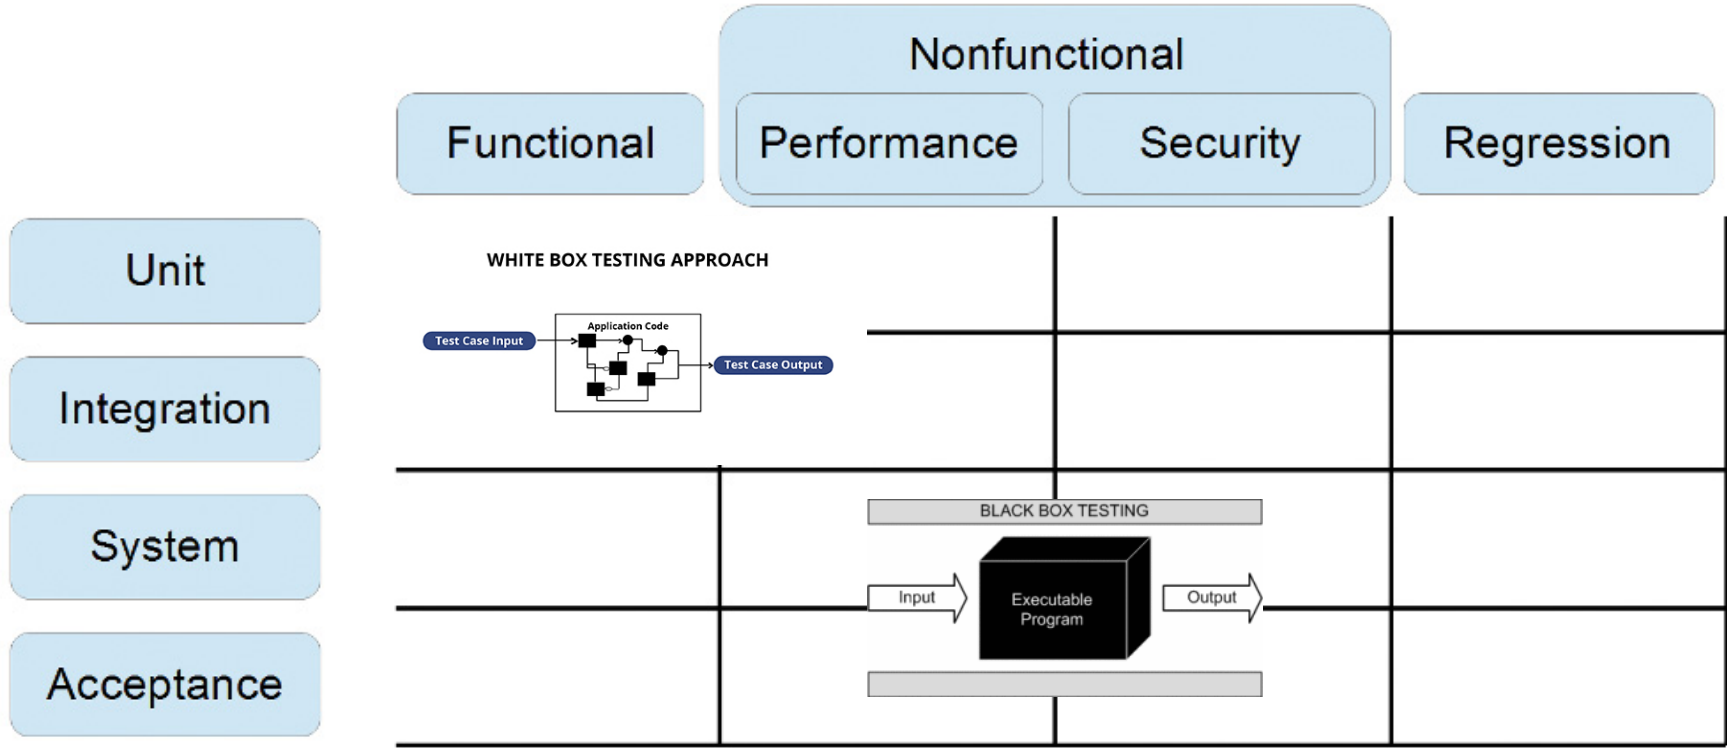 Nonfunctional
Functional
Performance
Security
Regression
Unit
WHITE BOX TESTING APPROACH
Application Code
Test Case Input
Test Case Output
Integration
System
BLACK BOX TESTING
Input
Executable
Program
Output
Acceptance